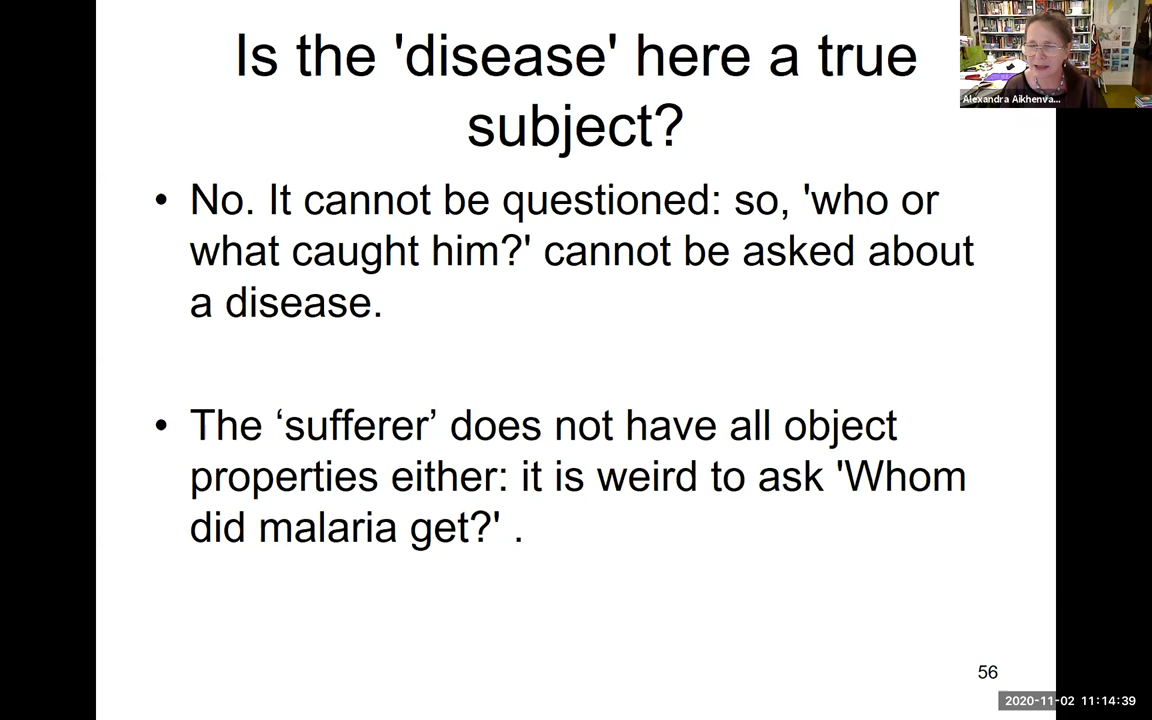 Is the 'disease' here a true
subject?
Alexandra Aikhenva...
• No. It cannot be questioned: so, 'who or
what caught him?' cannot be asked about
a disease.
• The ‘sufferer’ does not have all object
properties either: it is weird to ask 'Whom
did malaria get?' .
56
2020-11-02 11:14:39